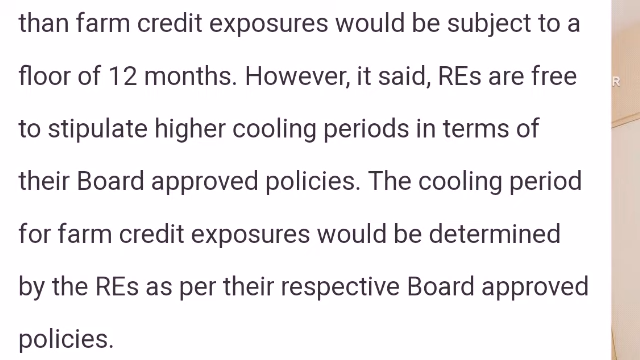 than farm credit exposures would be subject to a
floor of 12 months. However, it said, REs are free
to stipulate higher cooling periods in terms of
their Board approved policies. The cooling period
for farm credit exposures would be determined
by the REs as per their respective Board approved
policies.
R